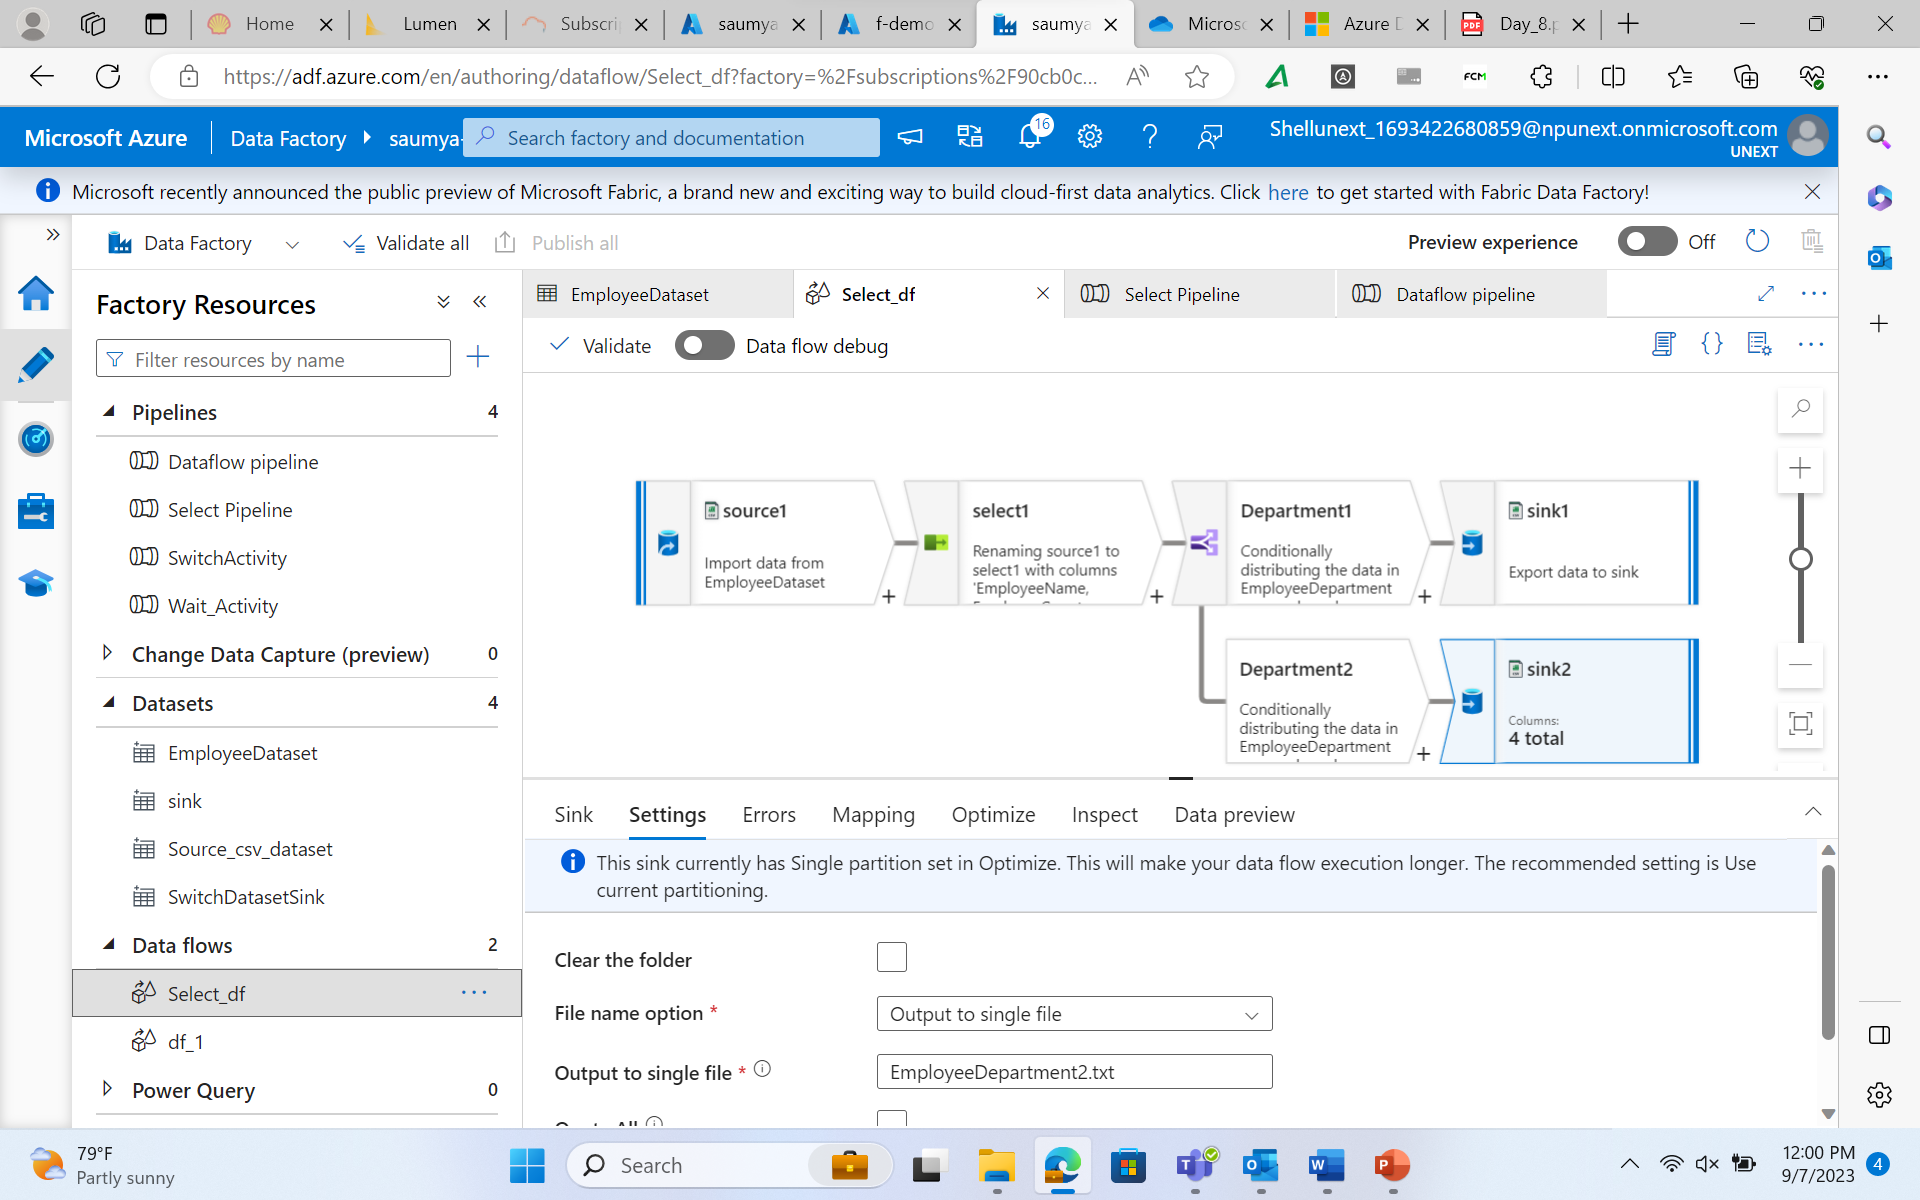 Home
Lumen
Subscri
saumya
f-demo
saumya
Micros
Azure D
Day_8.p
https://adf.azure.com/en/authoring/dataflow/Select_df?factory=%2Fsubscriptions%2F90cb0c...
FCM
Microsoft Azure
Data Factory
saumya-
Search factory and documentation
16
Shellunext_1693422680859@npunext.onmicrosoft.com
UNEXT
Microsoft recently announced the public preview of Microsoft Fabric, a brand new and exciting way to build cloud-first data analytics. Click here to get started with Fabric Data Factory!
Data Factory
Validate all
Publish all
Preview experience
Off
Factory Resources
EmployeeDataset
Select_df
Select Pipeline
Dataflow pipeline
Filter resources by name
Validate
Data flow debug
Pipelines 4
Dataflow pipeline
Select Pipeline
SwitchActivity
Wait_Activity
Change Data Capture (preview) 0
Datasets 4
EmployeeDataset
sink
Source_csv_dataset
SwitchDatasetSink
Data flows 2
Select_df
df_1
Power Query 0
source1
Import data from
EmployeeDataset
select1
Renaming source1 to
select1 with columns
'EmployeeName,
Department1
Conditionally
distributing the data in
EmployeeDepartment
sink1
Export data to sink
Department2
Conditionally
distributing the data in
EmployeeDepartment
sink2
Columns:
4 total
Sink
Settings
Errors
Mapping
Optimize
Inspect
Data preview
This sink currently has Single partition set in Optimize. This will make your data flow execution longer. The recommended setting is Use
current partitioning.
Clear the folder
File name option *
Output to single file
Output to single file *
EmployeeDepartment2.txt
79°F
Partly sunny
Search
12:00 PM
9/7/2023
4